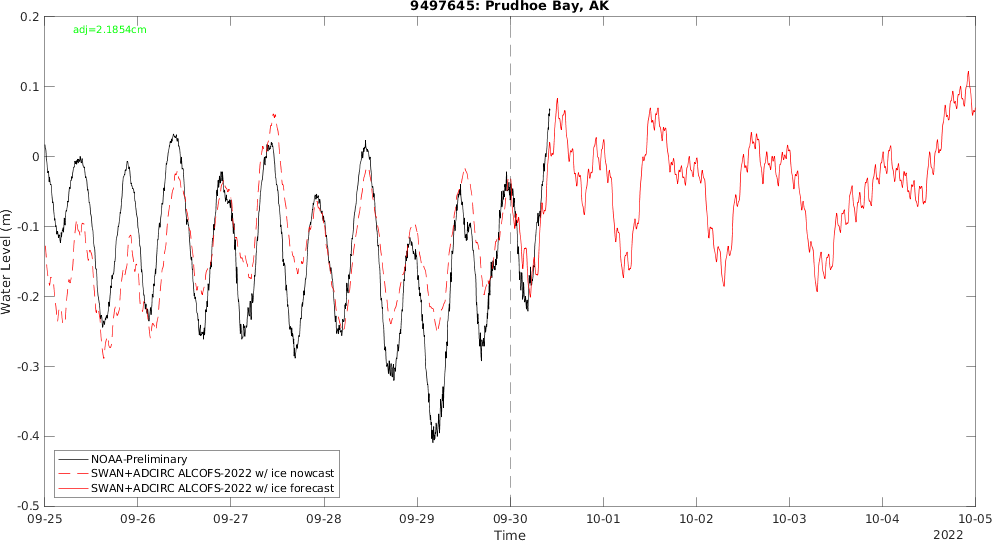 9497645: Prudhoe Bay, AK
adj=2.1854cm
0.2
0.1
0
-0.1
-0.2
-0.3
-0.4
-0.5
Water Level (m)
NOAA-Preliminary
SWAN+ADCIRC ALCOFS-2022 w/ ice nowcast
SWAN+ADCIRC ALCOFS-2022 w/ ice forecast
09-25 09-26 09-27 09-28 09-29 09-30 10-01 10-02 10-03 10-04 10-05
Time
2022